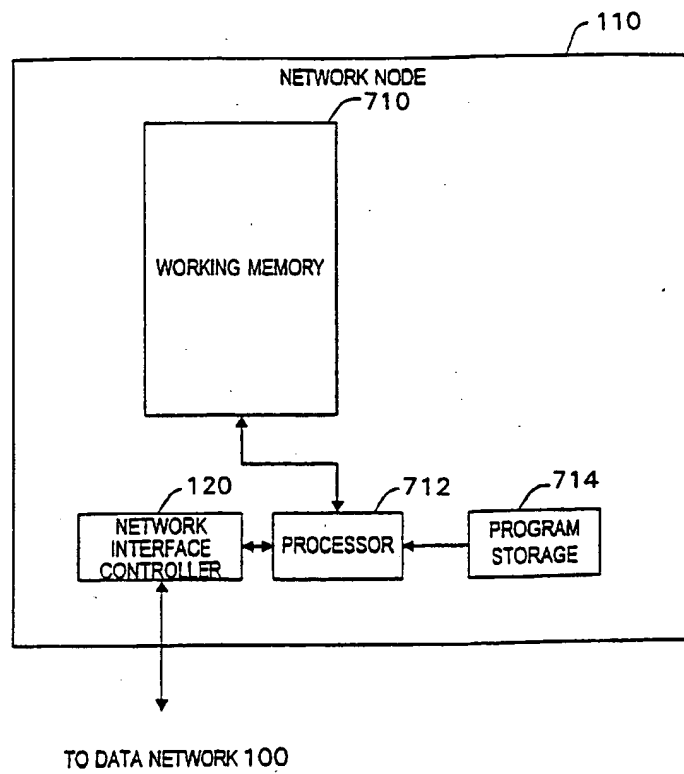 110
NETWORK NODE
710
WORKING MEMORY
120
712
714
NETWORK
INTERFACE
CONTROLLER
PROCESSOR
PROGRAM
STORAGE
TO DATA NETWORK 100